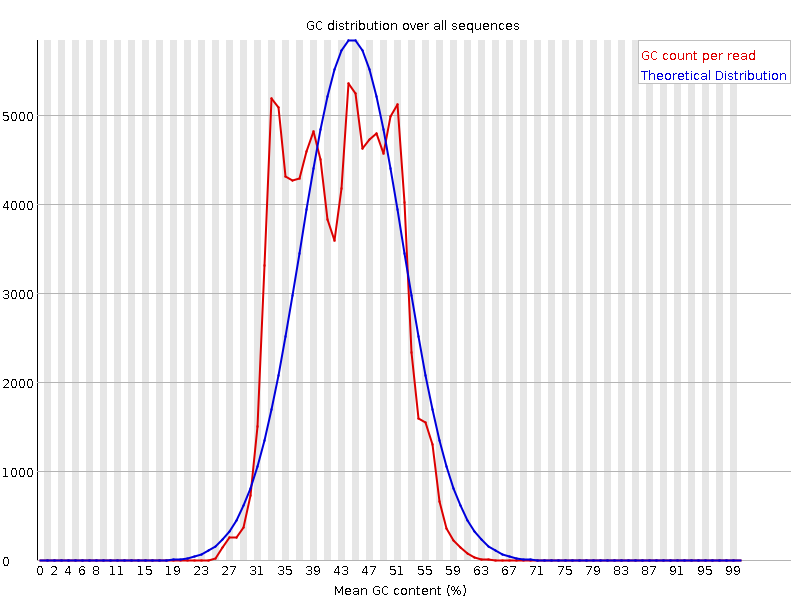 GC distribution over all sequences
GC count per read
Theoretical Distribution
5000
4000
3000
2000
1000
0
0 2 4 6 8 11 15 19 23 27 31 35 39 43 47 51 55 59 63 67 71 75 79 83 87 91 95 99
Mean GC content (%)